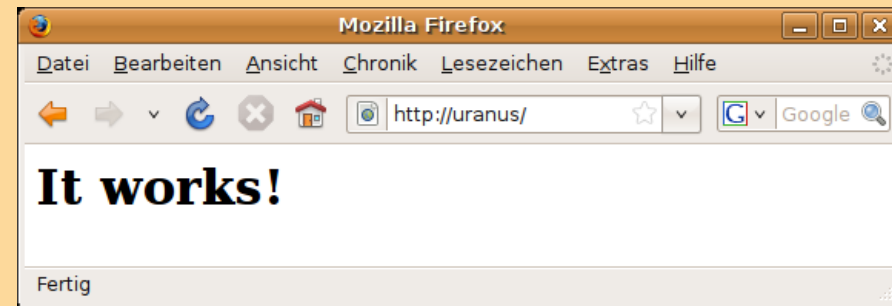 Mozilla Firefox
Datei Bearbeiten Ansicht Chronik Lesezeichen Extras Hilfe
http://uranus/ G Google
It works!
Fertig